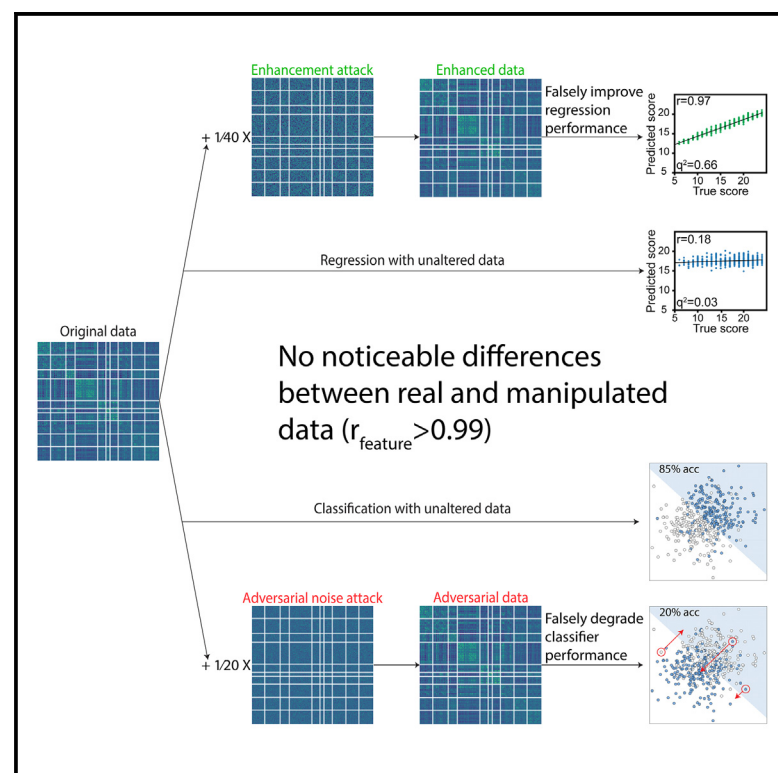 Enhancement attack
Enhanced data
+ 1/40 X
Falsely improve
regression
performance
r=0.97
q²=0.66
Predicted score
20
15
10
5
5 10 15 20
True score
Regression with unaltered data
r=0.18
q²=0.03
Predicted score
20
15
10
5
5 10 15 20
True score
Original data
No noticeable differences
between real and manipulated
data (r_feature>0.99)
Classification with unaltered data
85% acc
Adversarial noise attack
Adversarial data
+ 1/20 X
Falsely degrade
classifier
performance
20% acc